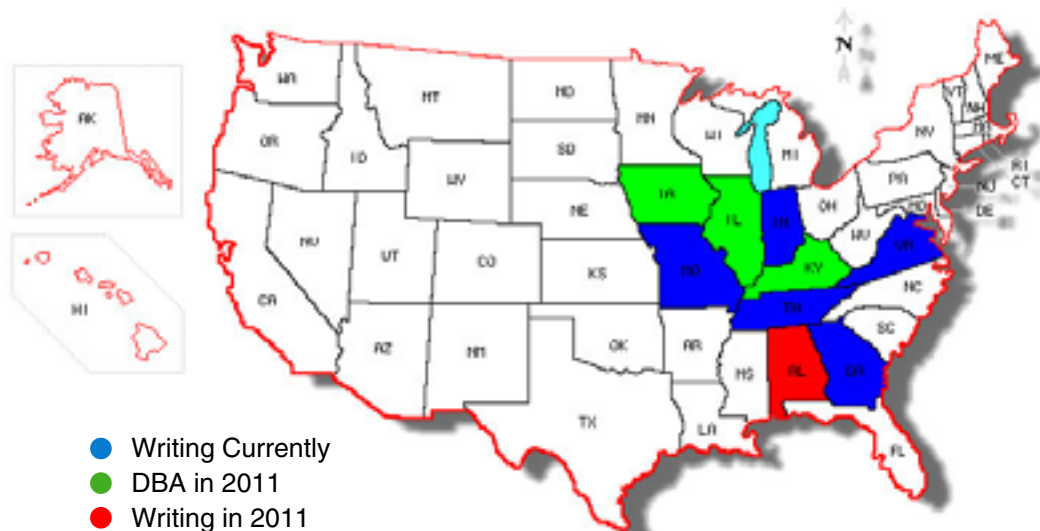 N
ME
WA
VT
NH
MT
ND
AK
MN
OR
WI
NY
SD
MI
ID
RI
WY
PA
CT
NJ
IA
MD
OH
DE
NE
IL
IN
NV
WV
VA
UT
CO
KS
MO
KY
HI
CA
TN
NC
SC
OK
AR
AZ
NM
MS
AL
GA
TX
LA
FL
Writing Currently
DBA in 2011
Writing in 2011